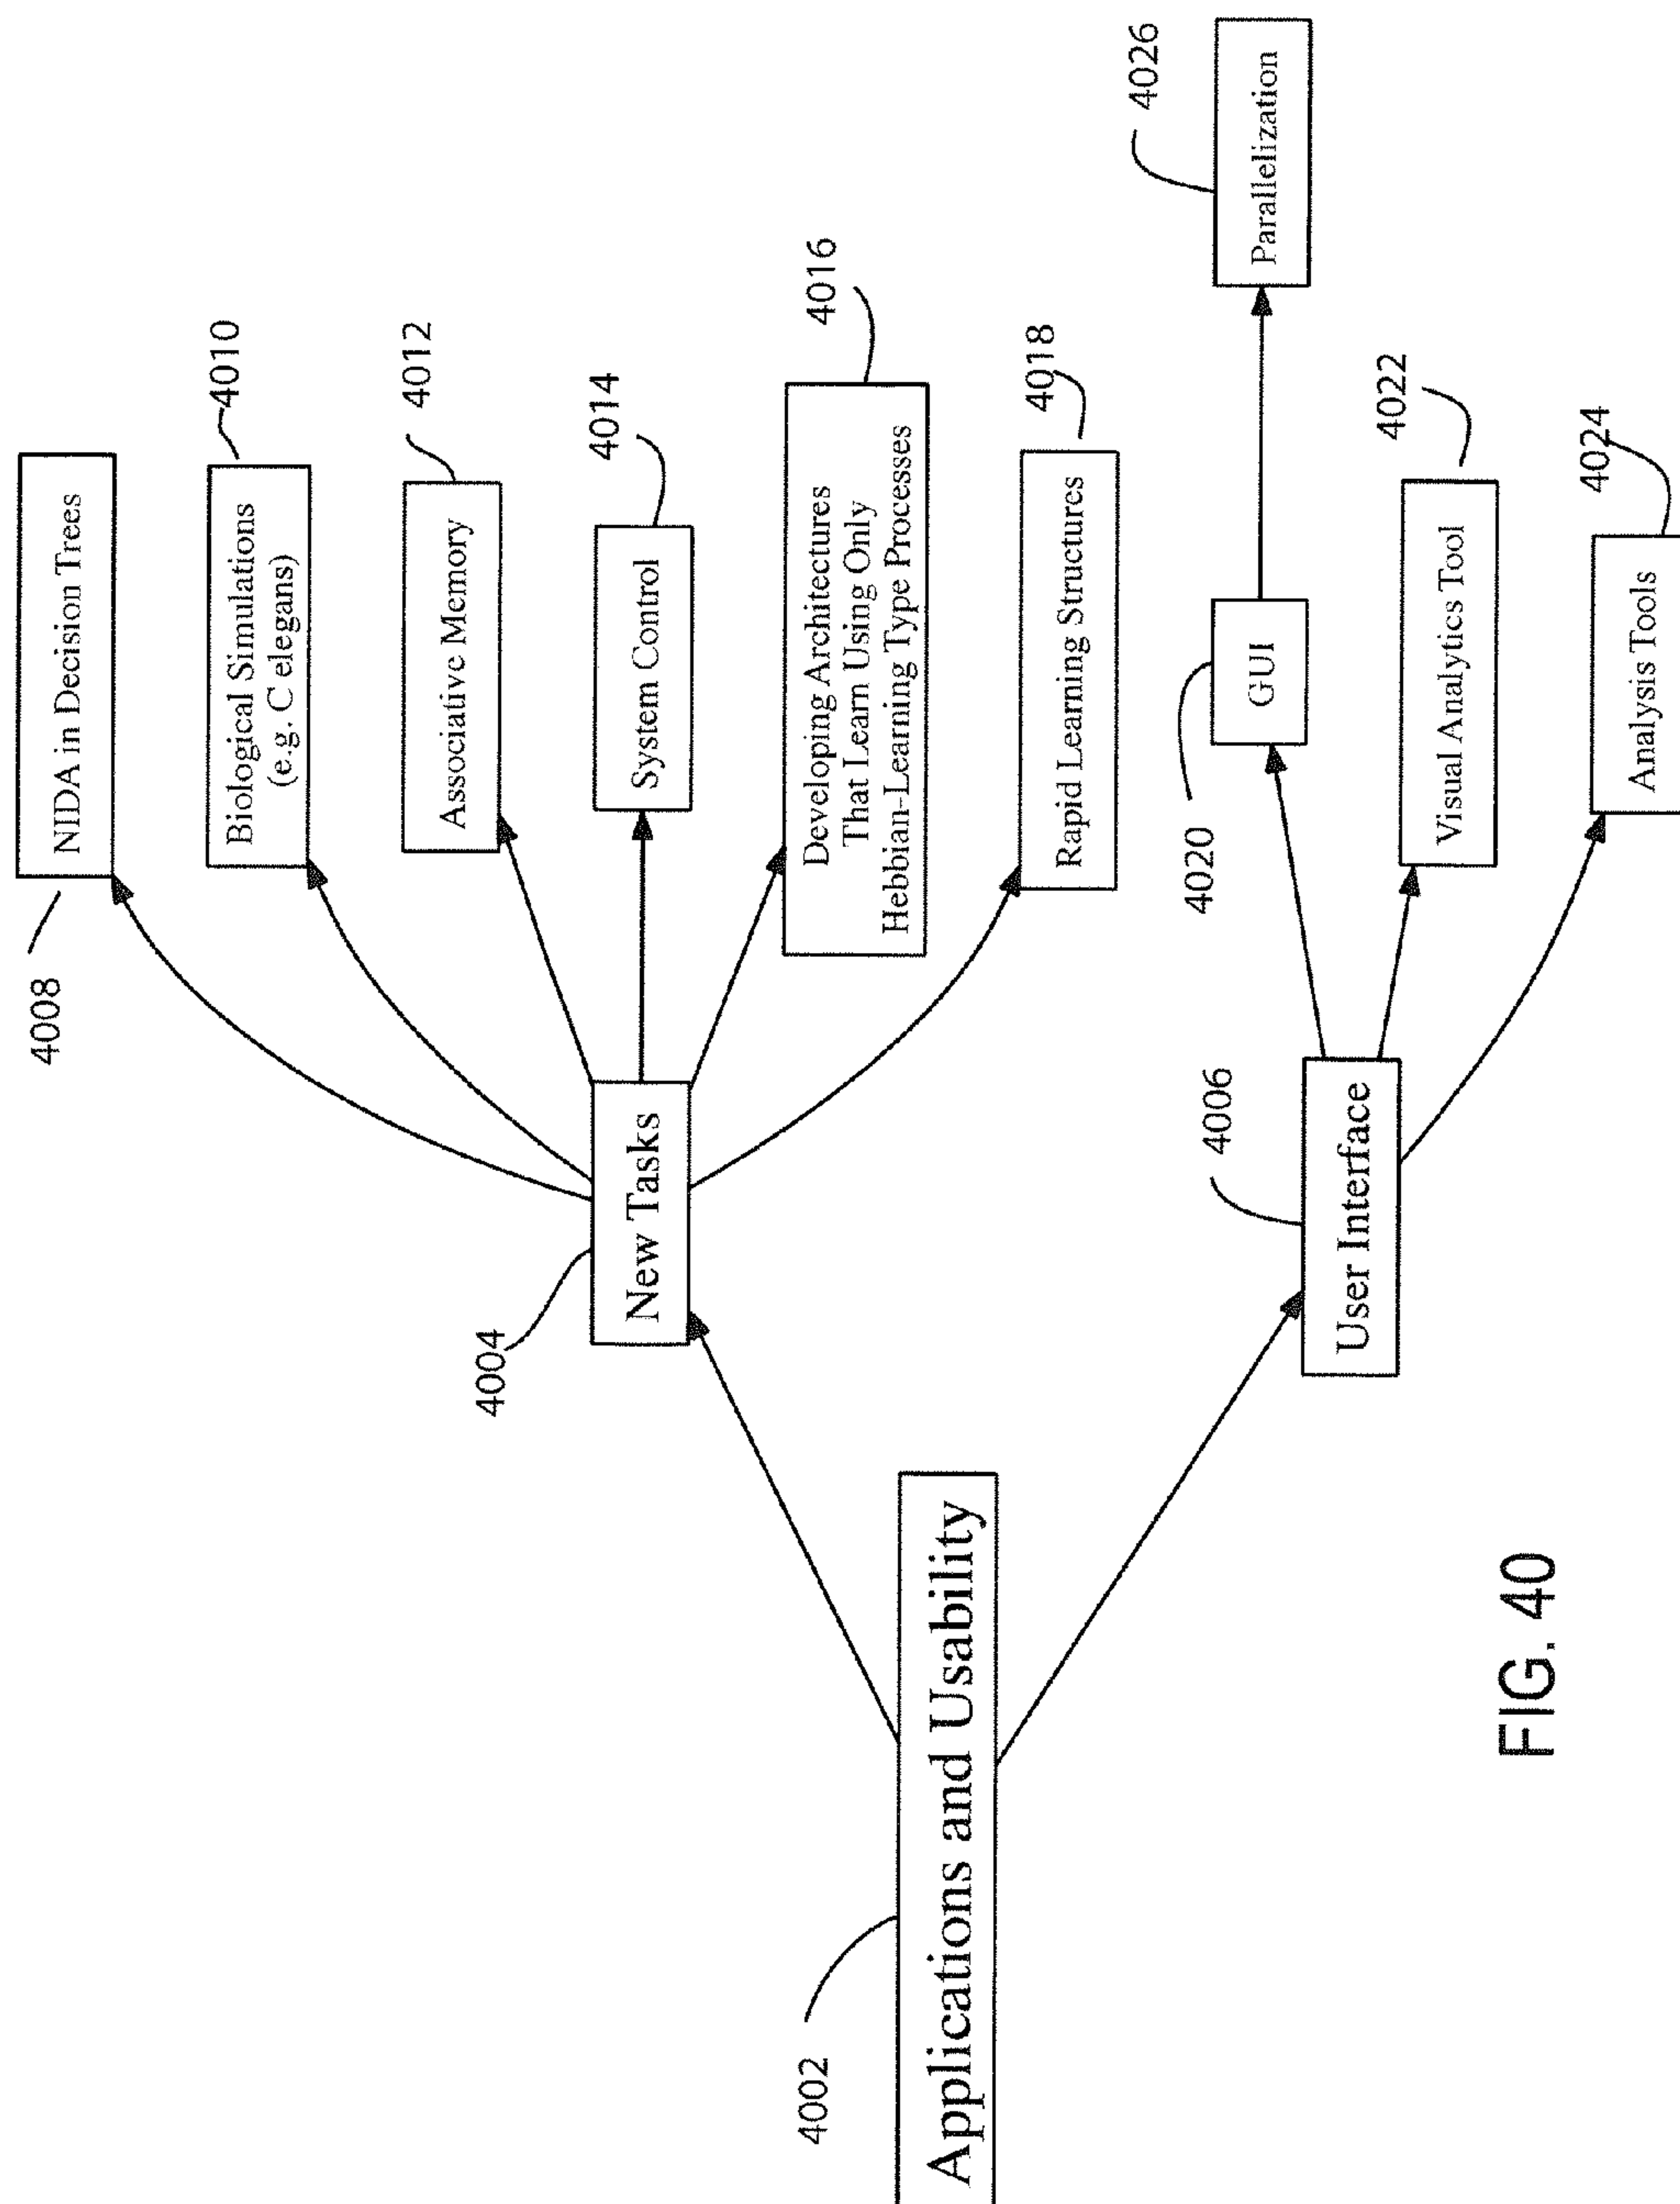 4002
Applications and Usability
4004
New Tasks
4006
User Interface
4008
NIDA in Decision Trees
4010
Biological Simulations
(e.g. C elegans)
4012
Associative Memory
4014
System Control
4016
Developing Architectures
That Learn Using Only
Hebbian-Learning Type Processes
4018
Rapid Learning Structures
4020
GUI
4026
Parallelization
4022
Visual Analytics Tool
4024
Analysis Tools
FIG. 40